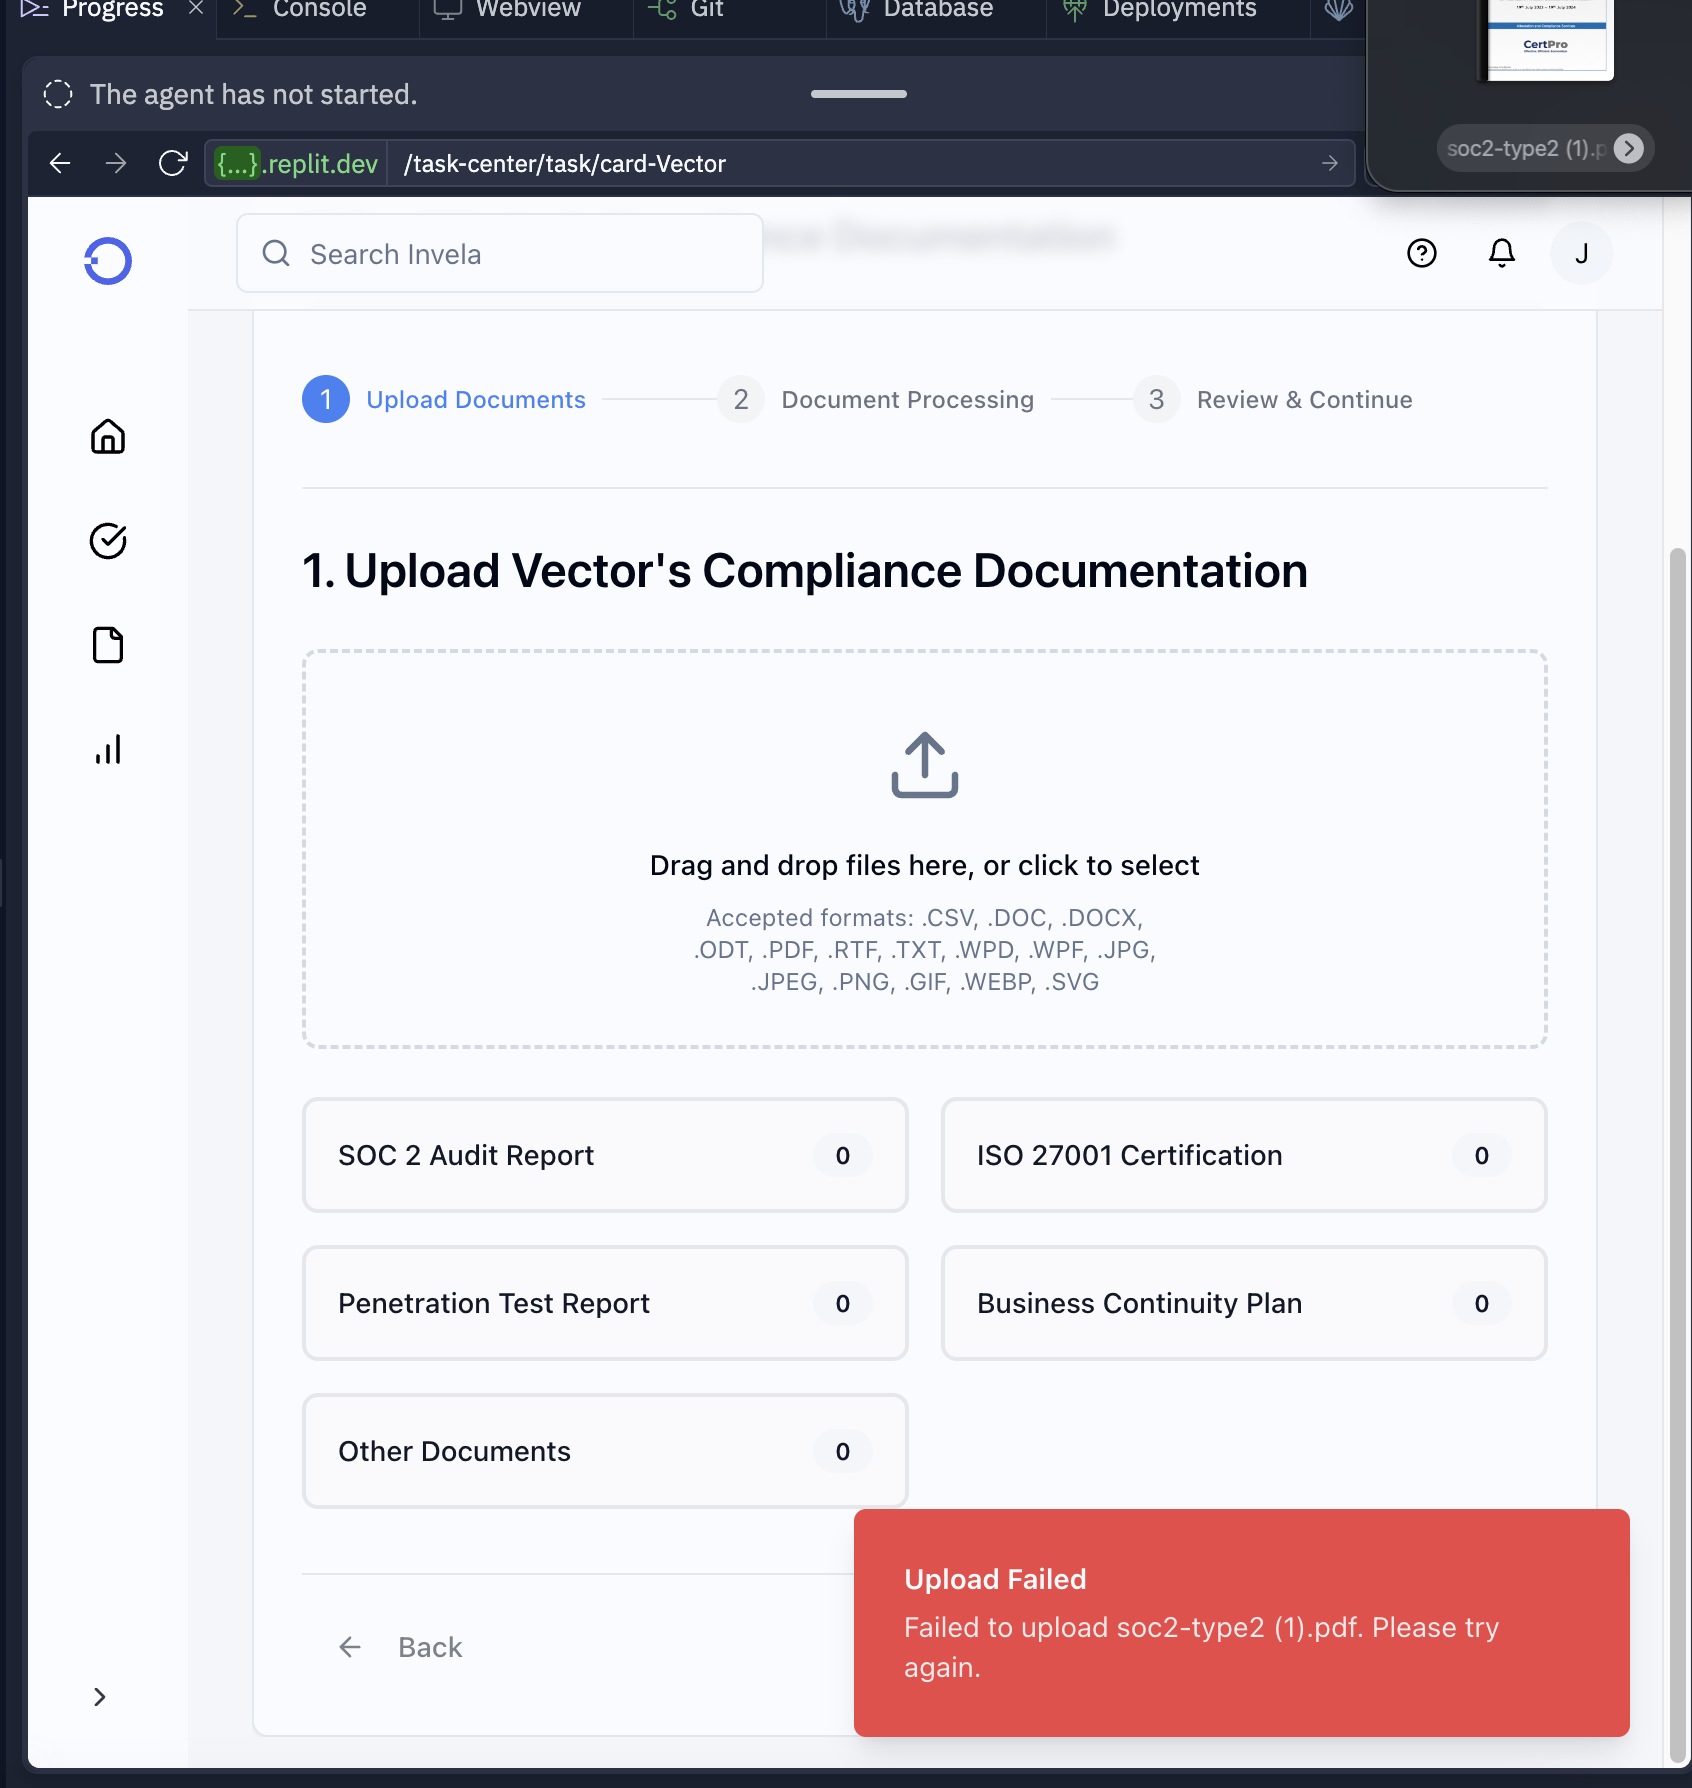 Progress
Console
Webview
Git
Database
Deployments
CertPro
The agent has not started.
soc2-type2 (1).p
{...}.replit.dev
/task-center/task/card-Vector
Search Invela
nce Documentation
J
1
Upload Documents
2
Document Processing
3
Review & Continue
1. Upload Vector's Compliance Documentation
Drag and drop files here, or click to select
Accepted formats: .CSV, .DOC, .DOCX,
.ODT, .PDF, .RTF, .TXT, .WPD, .WPF, .JPG,
.JPEG, .PNG, .GIF, .WEBP, .SVG
SOC 2 Audit Report
0
ISO 27001 Certification
0
Penetration Test Report
0
Business Continuity Plan
0
Other Documents
0
Upload Failed
Failed to upload soc2-type2 (1).pdf. Please try
again.
Back